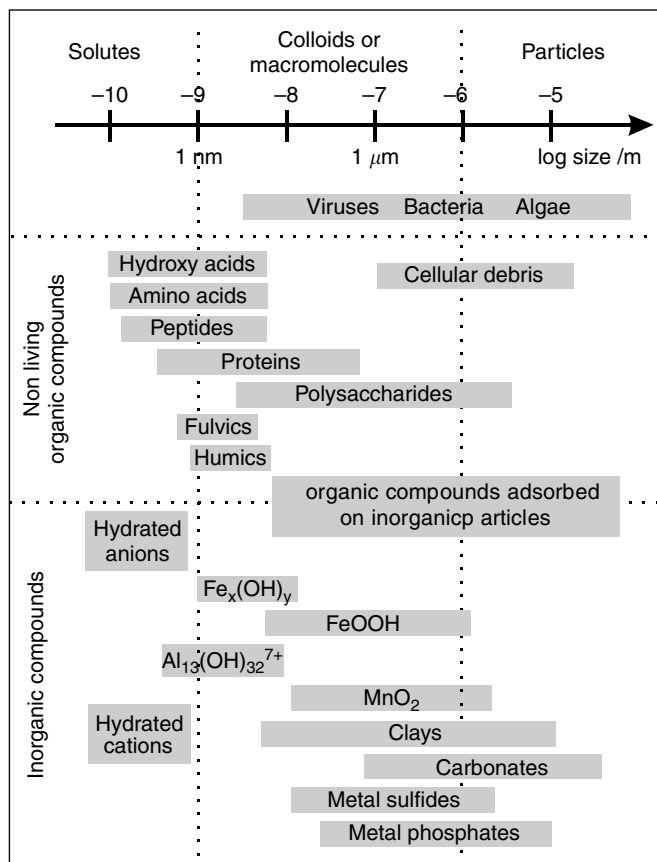 Solutes
Colloids or
macromolecules
Particles
–10 –9 –8 –7 –6 –5
1 nm 1 μm log size /m
Viruses Bacteria Algae
Non living
organic compounds
Hydroxy acids
Cellular debris
Amino acids
Peptides
Proteins
Polysaccharides
Fulvics
Humics
organic compounds adsorbed
on inorganicp articles
Inorganic compounds
Hydrated
anions
Feₓ(OH)y
FeOOH
Al₁₃(OH)₃₂⁷⁺
MnO₂
Hydrated
cations
Clays
Carbonates
Metal sulfides
Metal phosphates